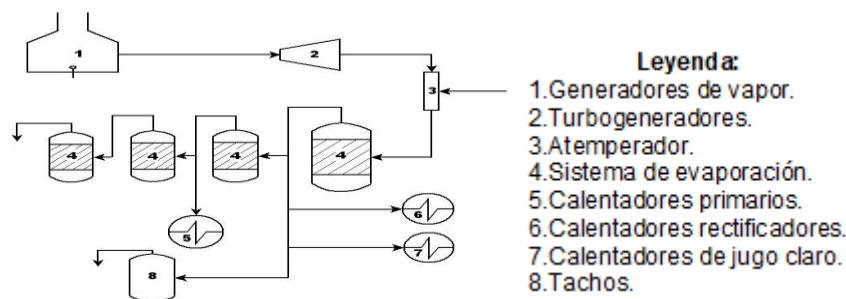 1
2
3
Leyenda:
1.Generadores de vapor.
2.Turbogeneradores.
3.Atemperador.
4.Sistema de evaporación.
5.Calentadores primarios.
6.Calentadores rectificadores.
7.Calentadores de jugo claro.
8.Tachos.
4 4 4 4
5
6
7
8